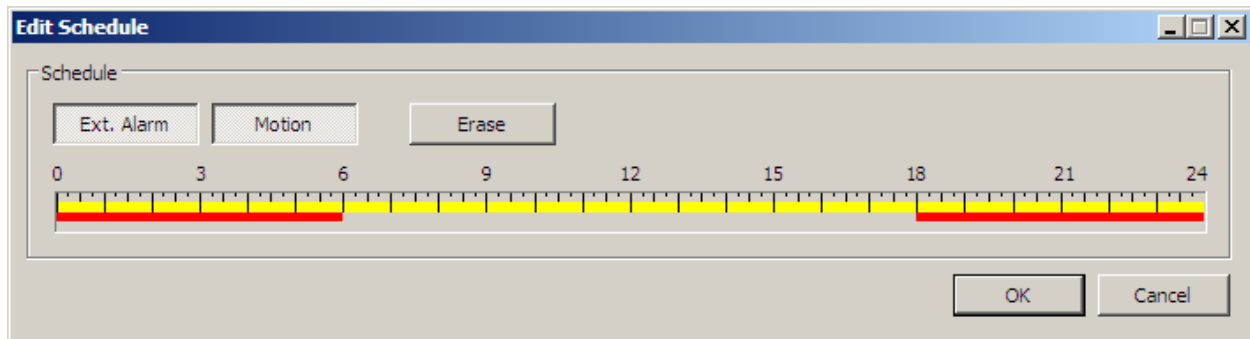 Edit Schedule
Schedule
Ext. Alarm Motion Erase
0 3 6 9 12 15 18 21 24
OK Cancel